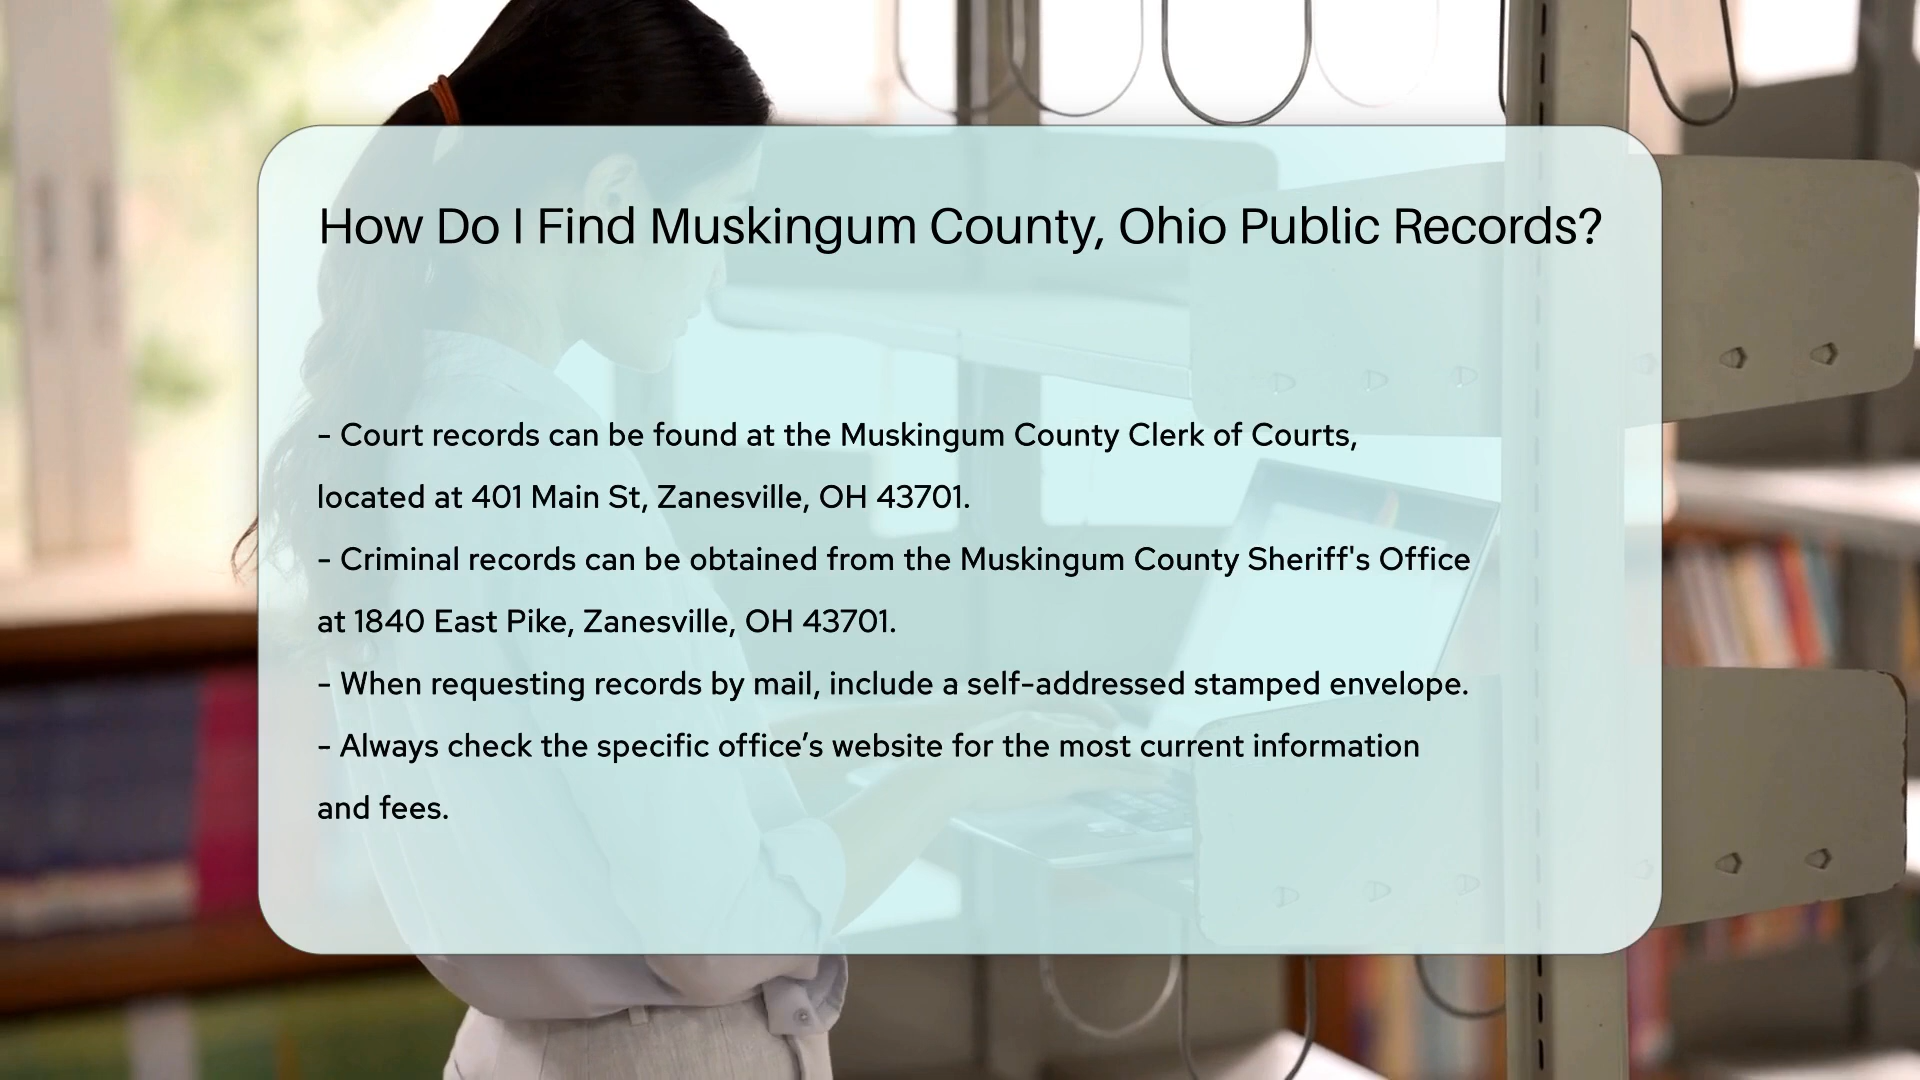 How Do I Find Muskingum County, Ohio Public Records?
- Court records can be found at the Muskingum County Clerk of Courts,
located at 401 Main St, Zanesville, OH 43701.
- Criminal records can be obtained from the Muskingum County Sheriff's Office
at 1840 East Pike, Zanesville, OH 43701.
- When requesting records by mail, include a self-addressed stamped envelope.
- Always check the specific office’s website for the most current information
and fees.